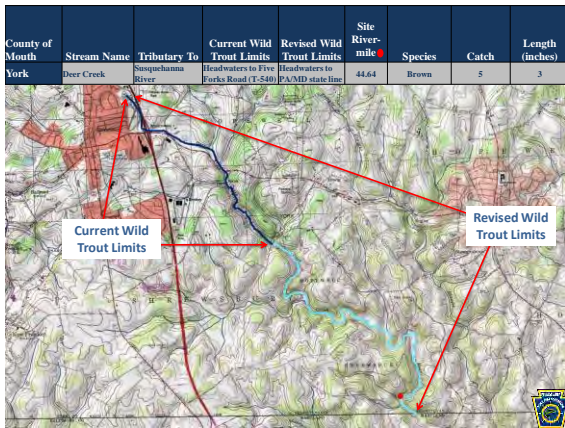 County of Mouth Stream Name Tributary To Current Wild Trout Limits Revised Wild Trout Limits Site River-mile Species Catch Length (inches)
York Deer Creek Susquehanna River Headwaters to Five Forks Road (T-540) Headwaters to PA/MD state line 44.64 Brown 5 3
Current Wild
Trout Limits
Revised Wild
Trout Limits